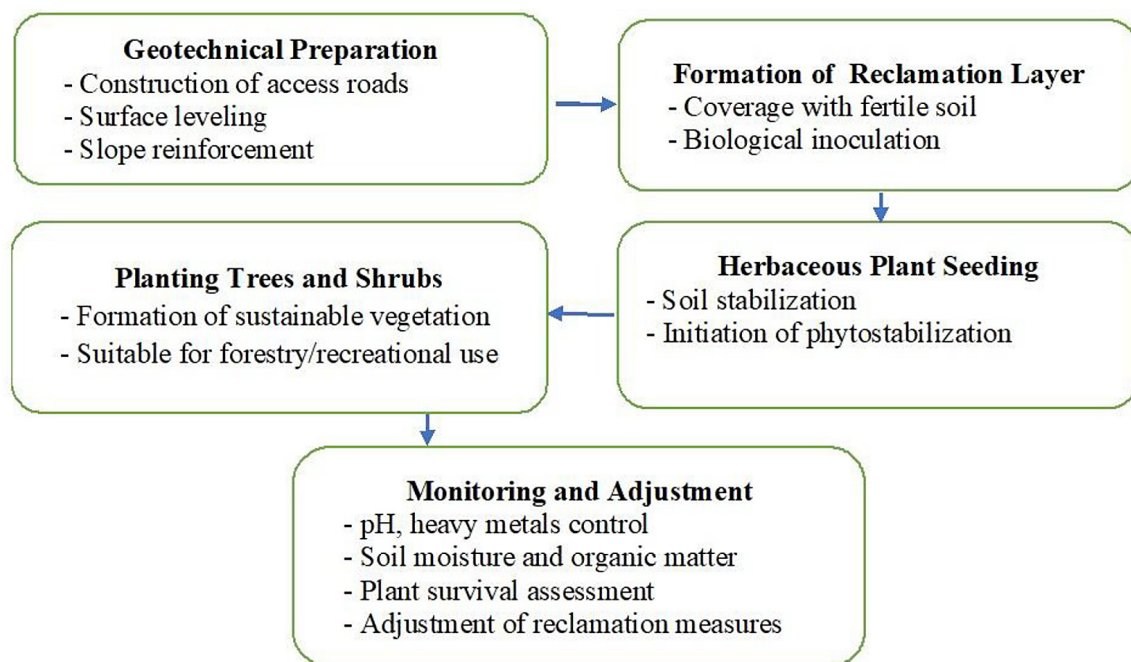 Geotechnical Preparation
- Construction of access roads
- Surface leveling
- Slope reinforcement
Formation of Reclamation Layer
- Coverage with fertile soil
- Biological inoculation
Herbaceous Plant Seeding
- Soil stabilization
- Initiation of phytostabilization
Planting Trees and Shrubs
- Formation of sustainable vegetation
- Suitable for forestry/recreational use
Monitoring and Adjustment
- pH, heavy metals control
- Soil moisture and organic matter
- Plant survival assessment
- Adjustment of reclamation measures